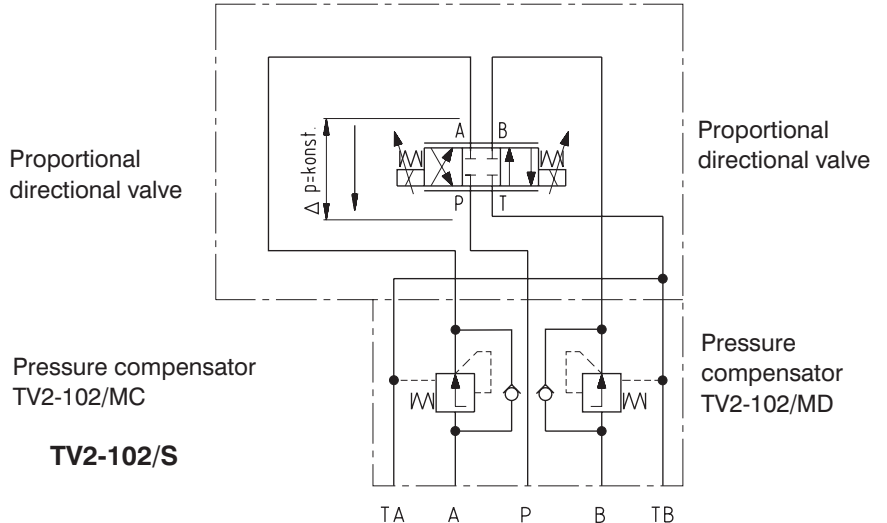 A B
Δ p=konst.
P T
Proportional
directional valve
Proportional
directional valve
Pressure compensator
TV2-102/MC
Pressure
compensator
TV2-102/MD
TV2-102/S
TA A P B TB